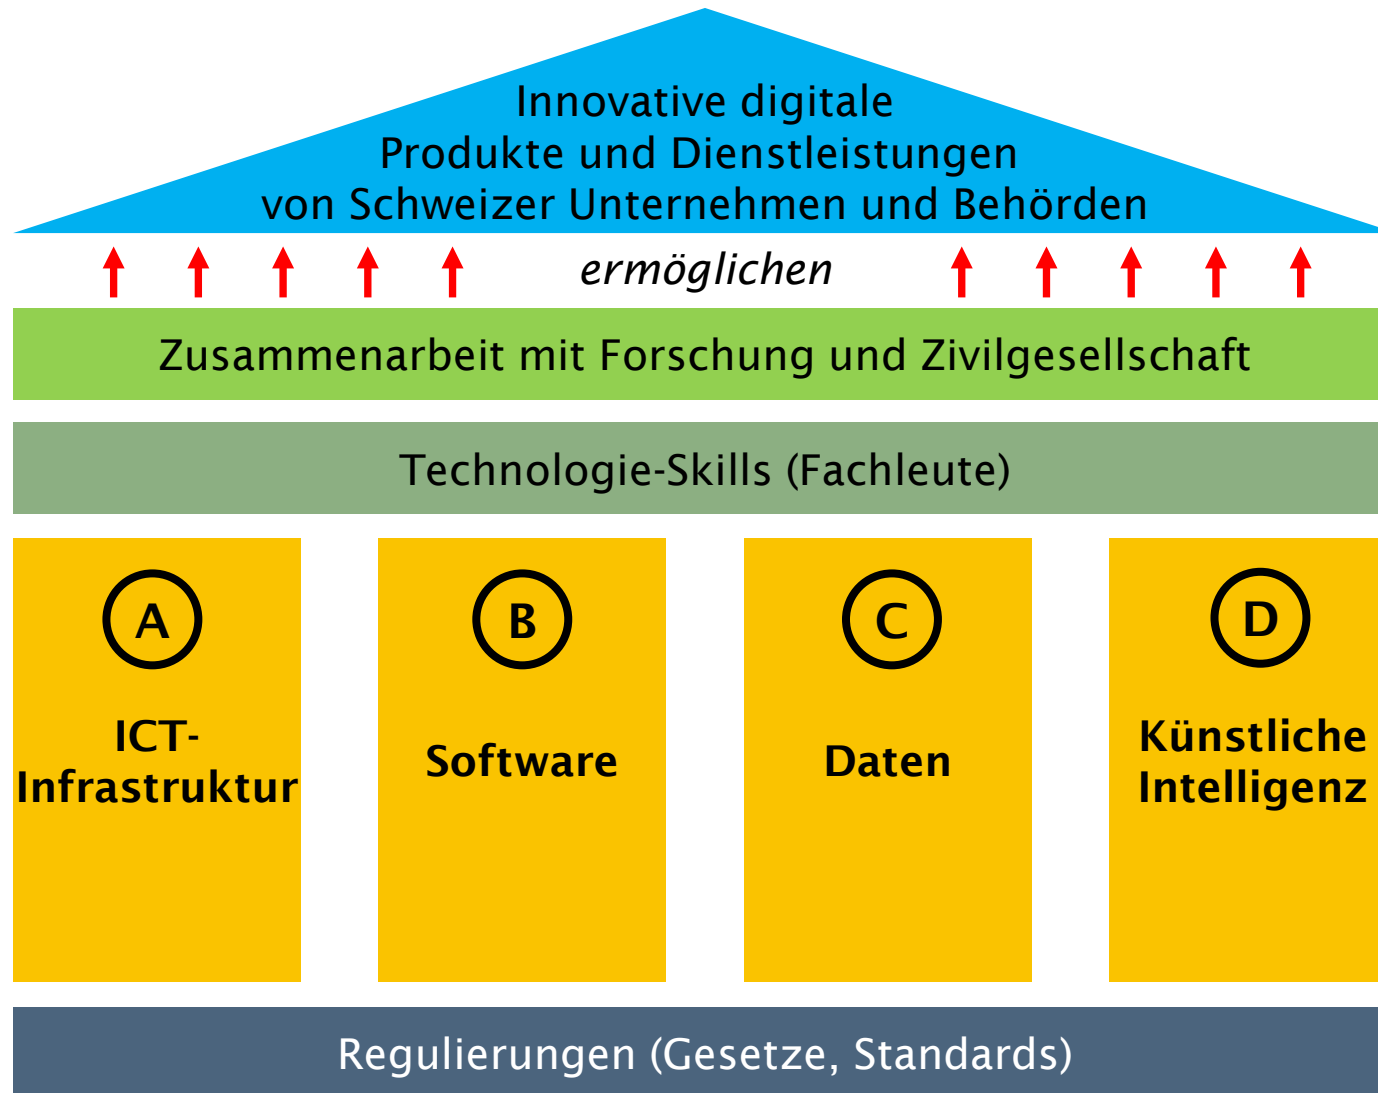 Innovative digitale
Produkte und Dienstleistungen
von Schweizer Unternehmen und Behörden
ermöglichen
Zusammenarbeit mit Forschung und Zivilgesellschaft
Technologie-Skills (Fachleute)
A
ICT-
Infrastruktur
B
Software
C
Daten
D
Künstliche
Intelligenz
Regulierungen (Gesetze, Standards)